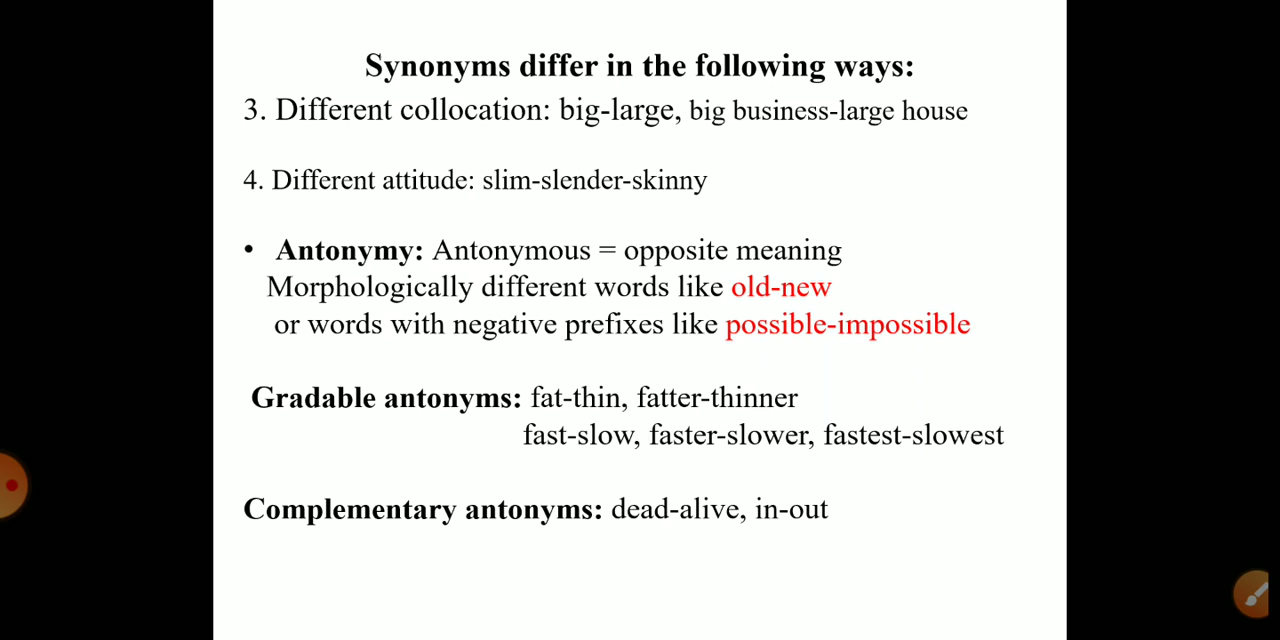 Synonyms differ in the following ways:
3. Different collocation: big-large, big business-large house
4. Different attitude: slim-slender-skinny
• Antonymy: Antonymous = opposite meaning
Morphologically different words like old-new
or words with negative prefixes like possible-impossible
Gradable antonyms: fat-thin, fatter-thinner
fast-slow, faster-slower, fastest-slowest
Complementary antonyms: dead-alive, in-out